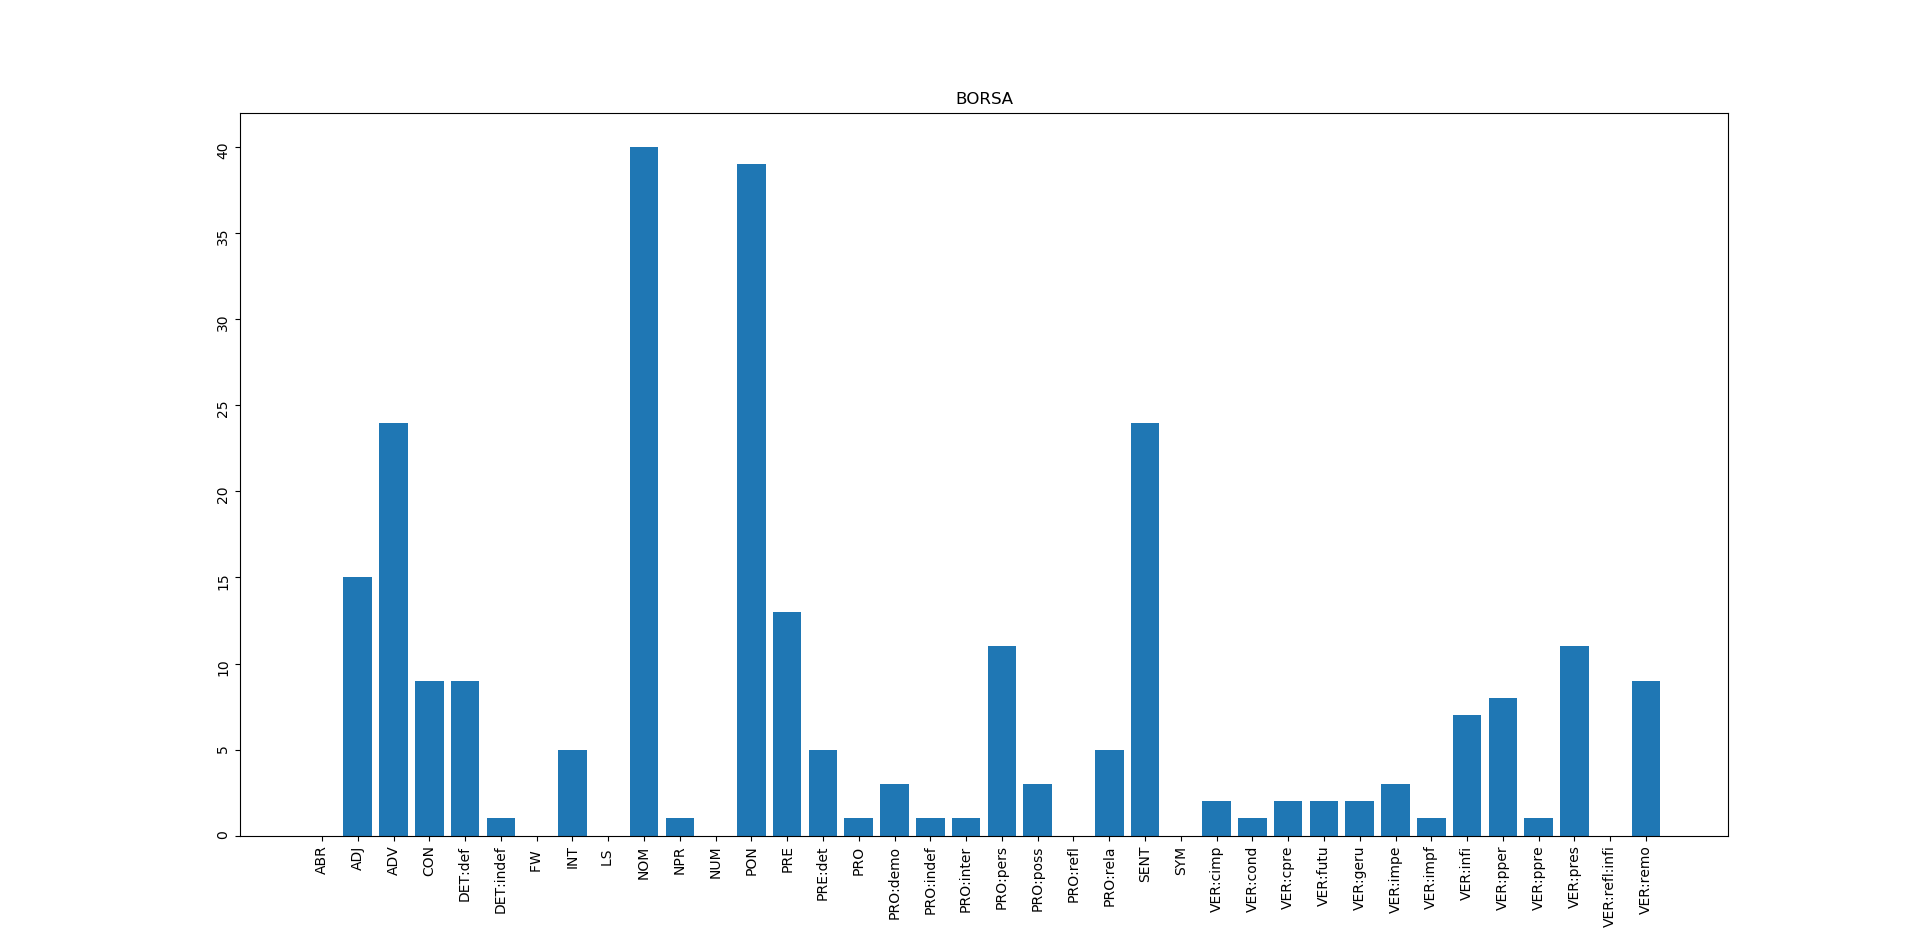 BORSA
40
35
30
25
20
15
10
5
0
ABR
ADJ
ADV
CON
DET:def
DET:indef
FW
INT
LS
NOM
NPR
NUM
PON
PRE
PRE:det
PRO
PRO:demo
PRO:indef
PRO:inter
PRO:pers
PRO:poss
PRO:refl
PRO:rela
SENT
SYM
VER:cimp
VER:cond
VER:cpre
VER:futu
VER:geru
VER:impe
VER:impf
VER:infi
VER:pper
VER:ppre
VER:pres
VER:refl:infi
VER:remo